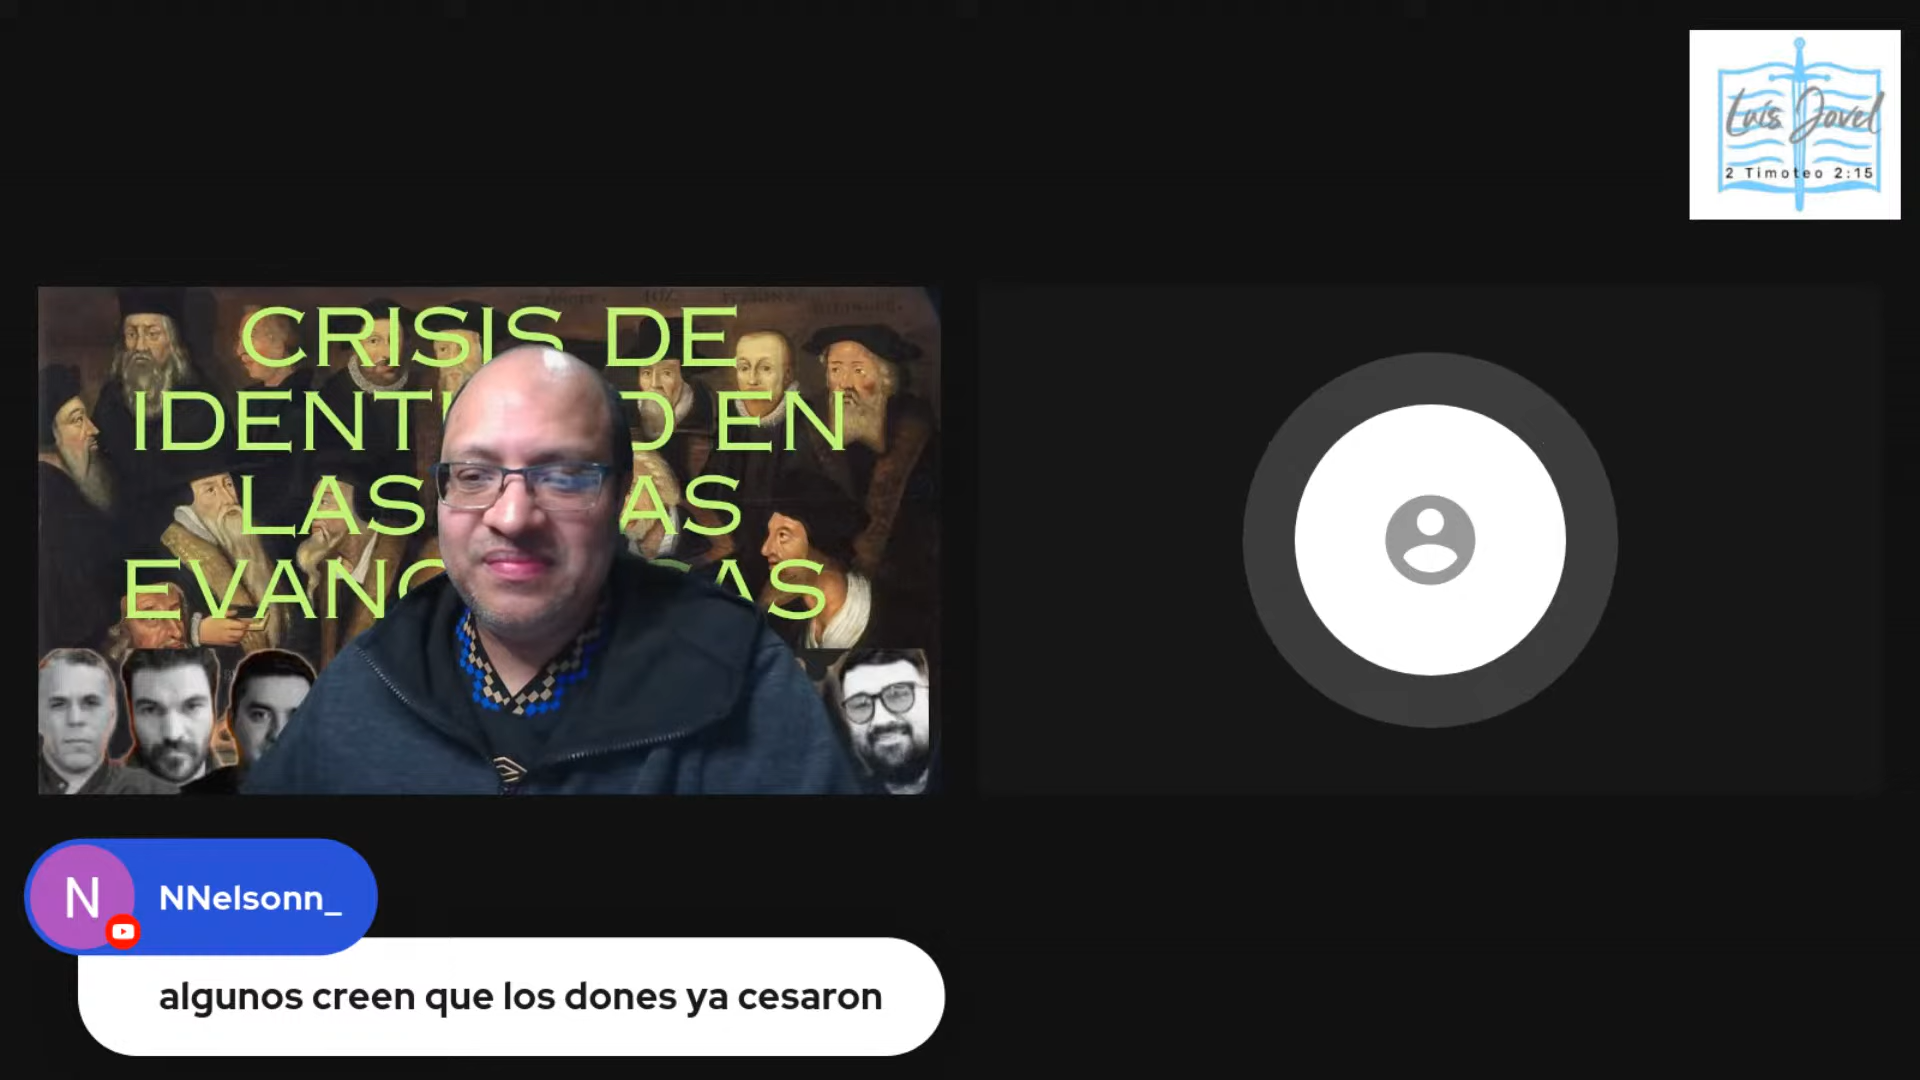 Luis Jovel
2 Timoteo 2:15
CRISIS DE
IDENT D EN
LAS AS
EVANG CAS
N
NNelsonn_
algunos creen que los dones ya cesaron